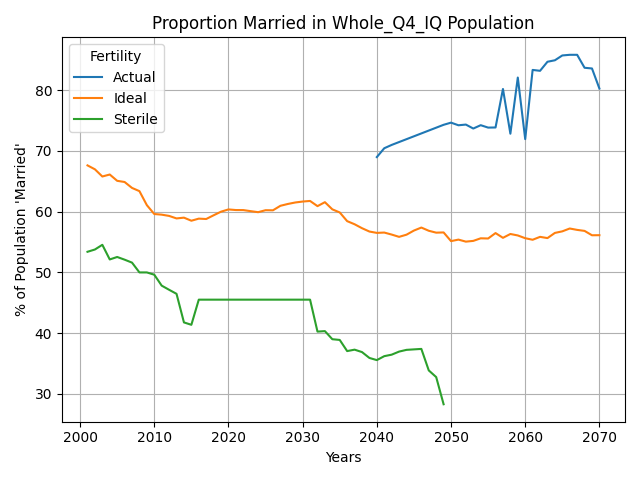 Proportion Married in Whole_Q4_IQ Population
Fertility
Actual
Ideal
Sterile
% of Population 'Married'
80
70
60
50
40
30
2000 2010 2020 2030 2040 2050 2060 2070
Years